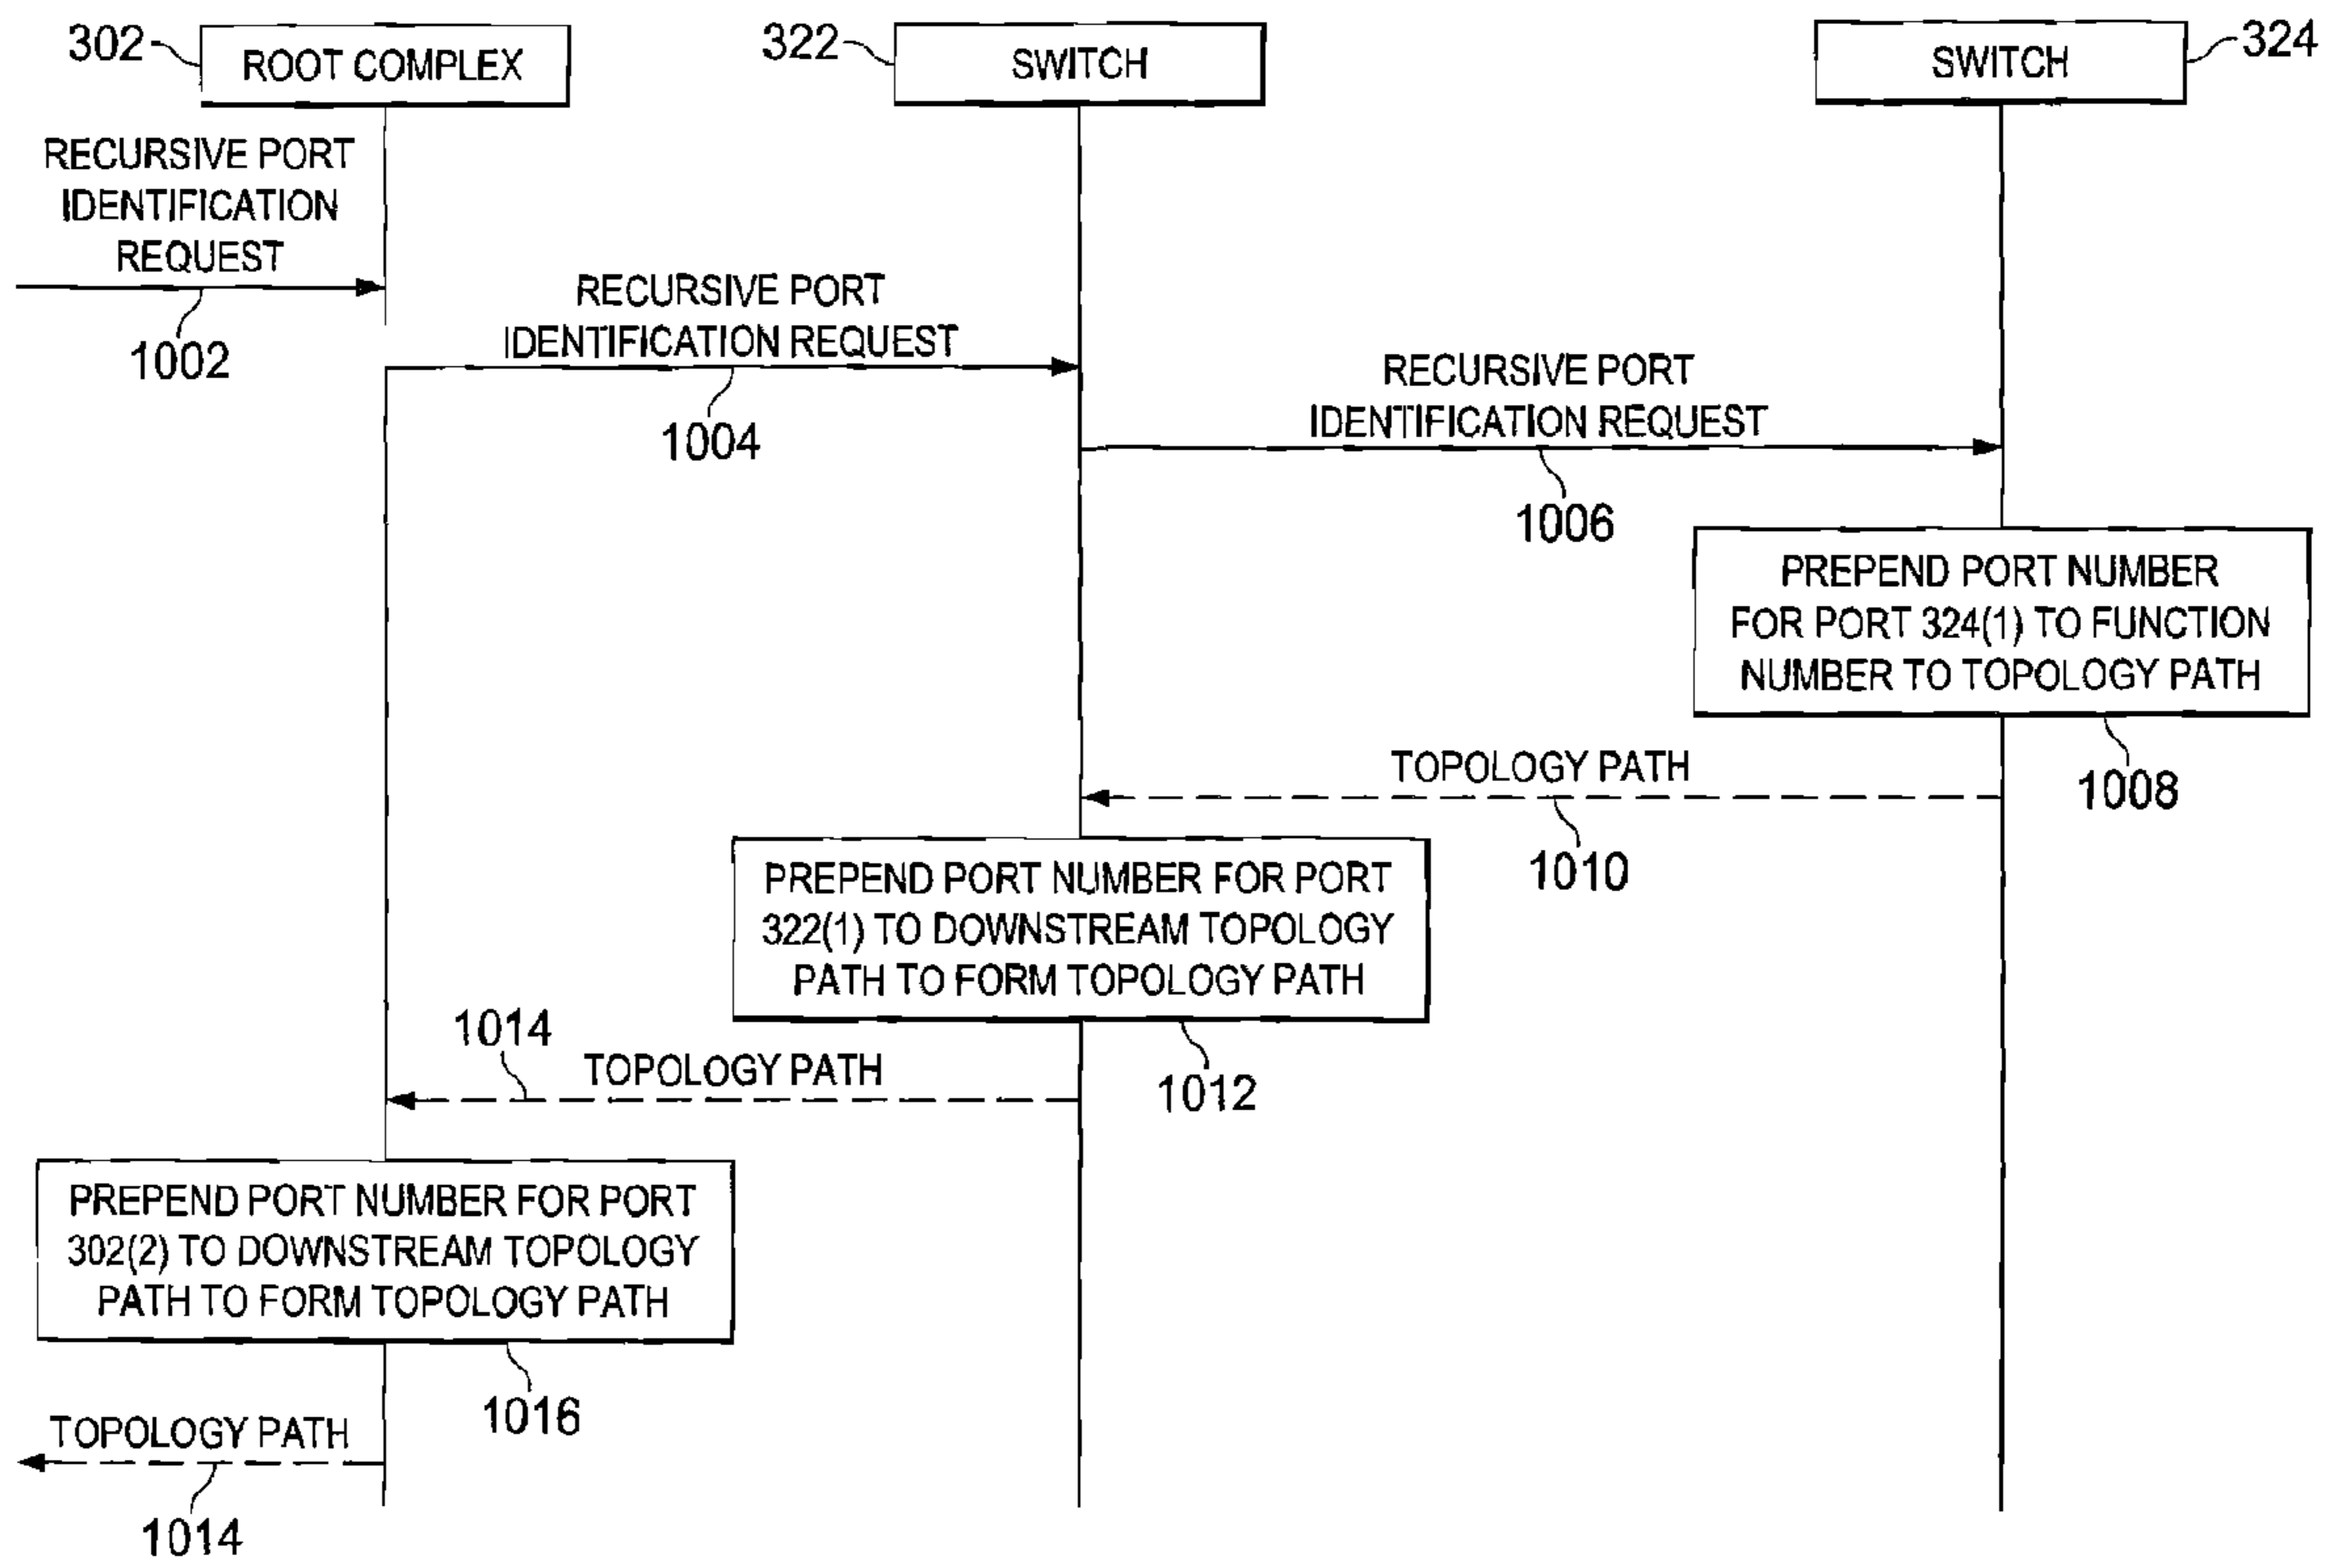 302
ROOT COMPLEX
322
SWITCH
SWITCH
324
RECURSIVE PORT
IDENTIFICATION
REQUEST
1002
RECURSIVE PORT
IDENTIFICATION REQUEST
1004
RECURSIVE PORT
IDENTIFICATION REQUEST
1006
PREPEND PORT NUMBER
FOR PORT 324(1) TO FUNCTION
NUMBER TO TOPOLOGY PATH
1008
TOPOLOGY PATH
1010
PREPEND PORT NUMBER FOR PORT
322(1) TO DOWNSTREAM TOPOLOGY
PATH TO FORM TOPOLOGY PATH
1012
1014
TOPOLOGY PATH
PREPEND PORT NUMBER FOR PORT
302(2) TO DOWNSTREAM TOPOLOGY
PATH TO FORM TOPOLOGY PATH
1016
TOPOLOGY PATH
1014